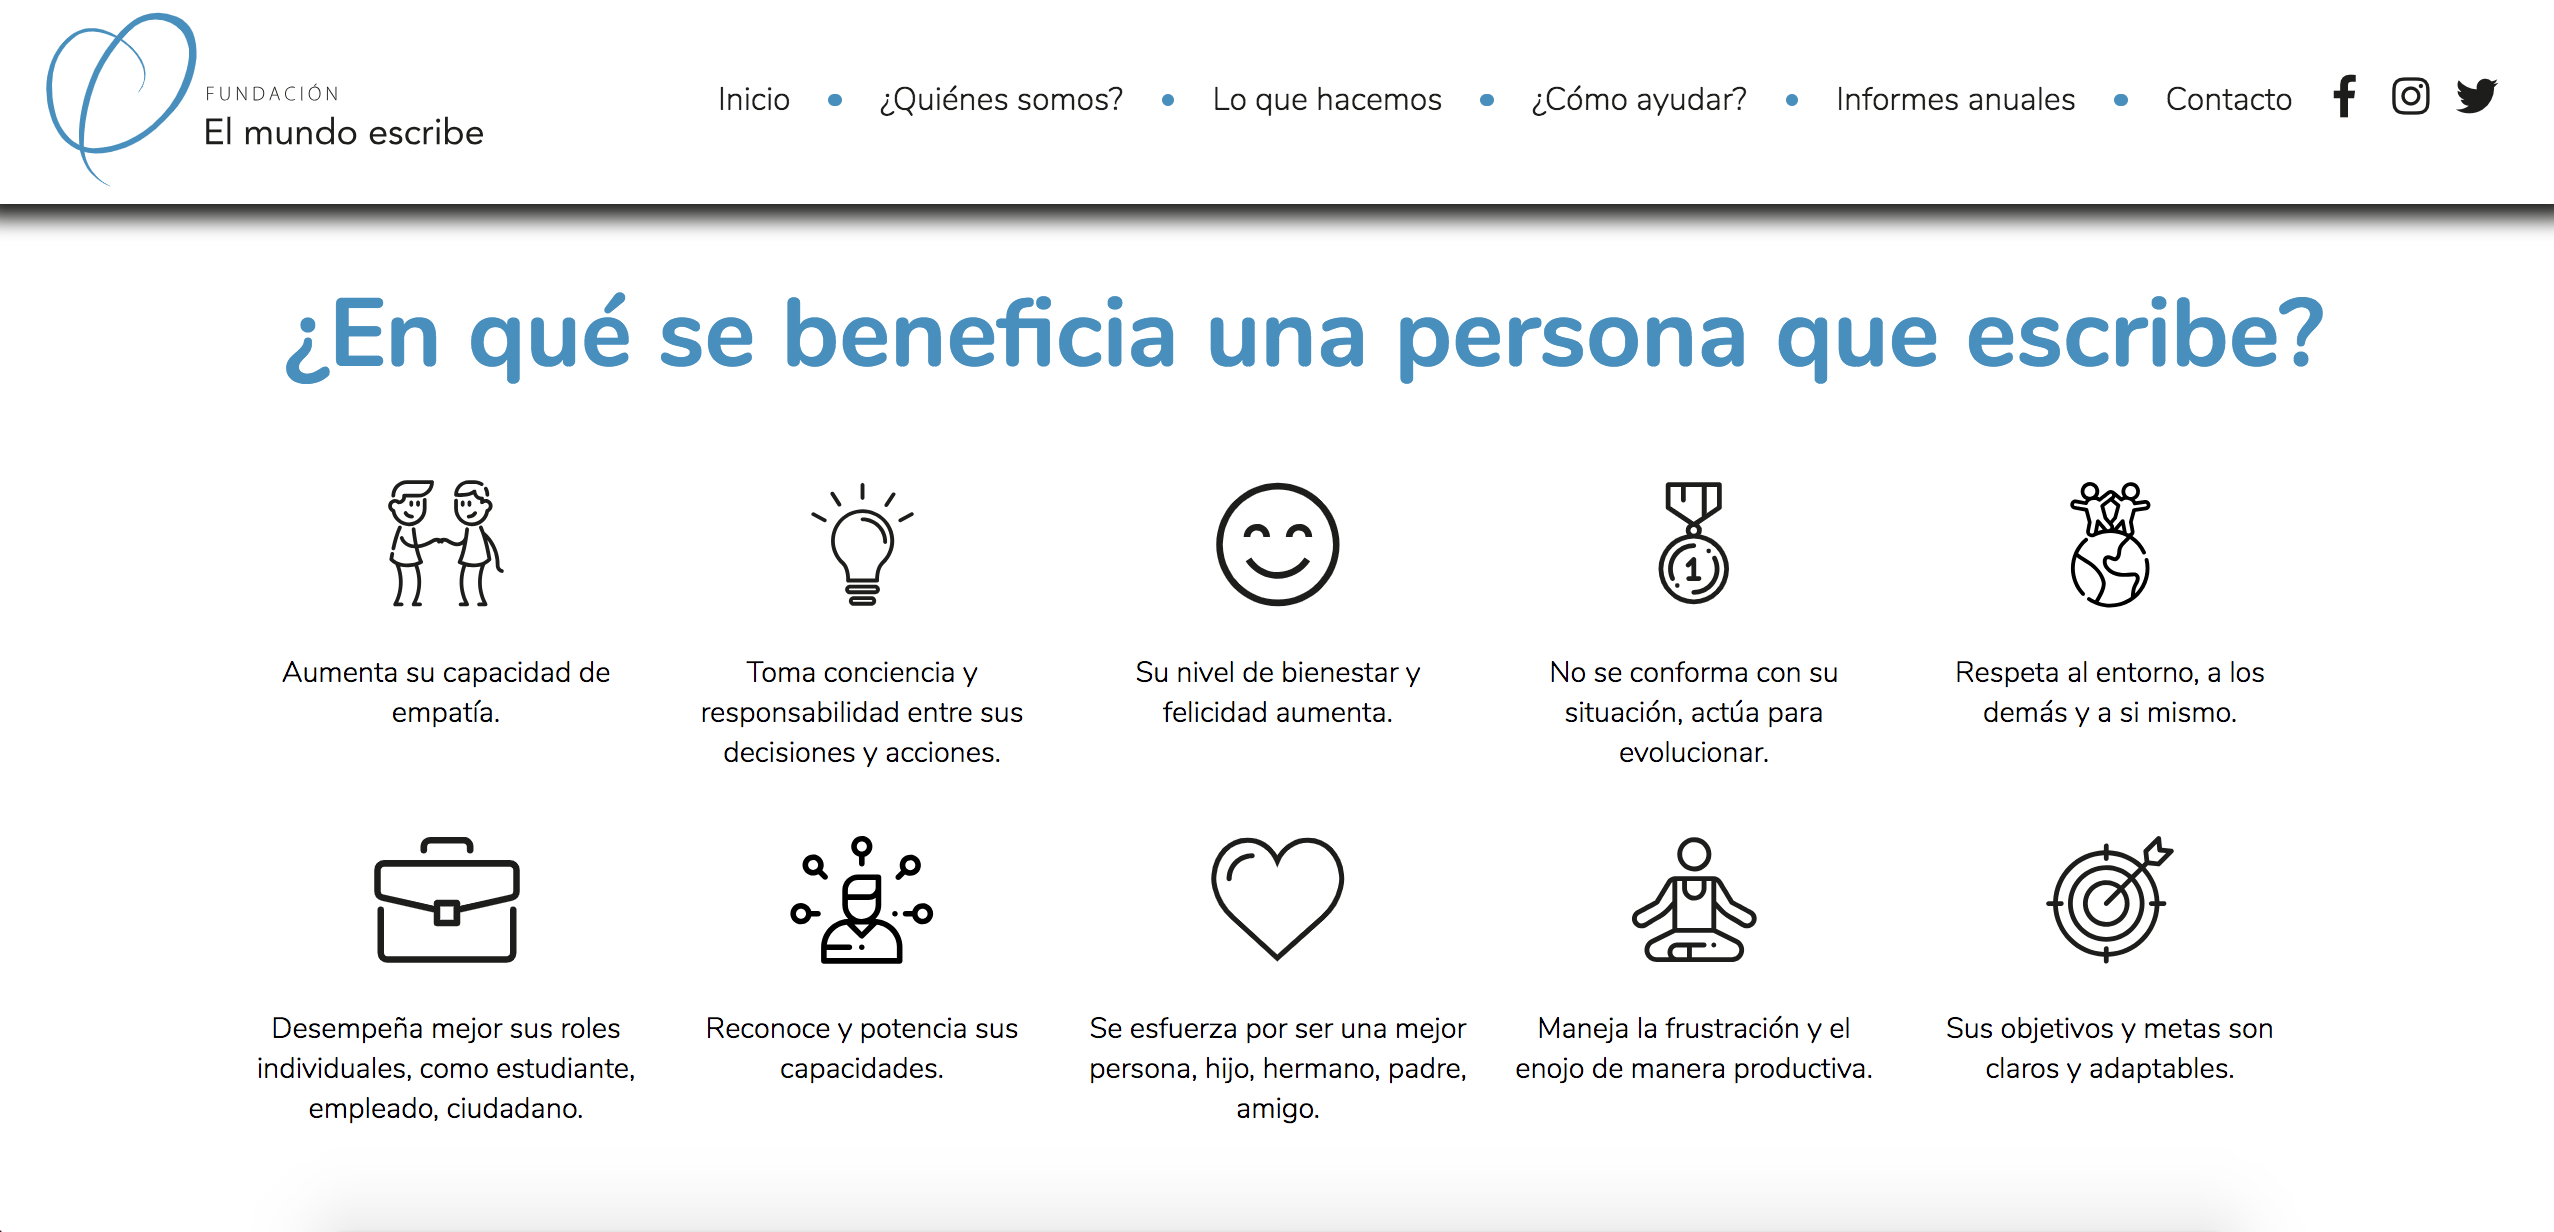 FUNDACIÓN
El mundo escribe
Inicio • ¿Quiénes somos? • Lo que hacemos • ¿Cómo ayudar? • Informes anuales • Contacto
¿En qué se beneficia una persona que escribe?
1
Aumenta su capacidad de
empatía.
Toma conciencia y
responsabilidad entre sus
decisiones y acciones.
Su nivel de bienestar y
felicidad aumenta.
No se conforma con su
situación, actúa para
evolucionar.
Respeta al entorno, a los
demás y a si mismo.
Desempeña mejor sus roles
individuales, como estudiante,
empleado, ciudadano.
Reconoce y potencia sus
capacidades.
Se esfuerza por ser una mejor
persona, hijo, hermano, padre,
amigo.
Maneja la frustración y el
enojo de manera productiva.
Sus objetivos y metas son
claros y adaptables.